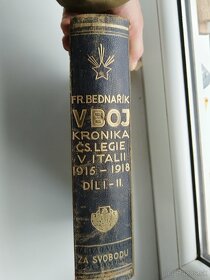 FR. BEDNAŘÍK
V BOJ
KRONIKA
ČS. LEGIE
V ITALII
1915-1918
DÍL I.-II.
ZA SVOBODU